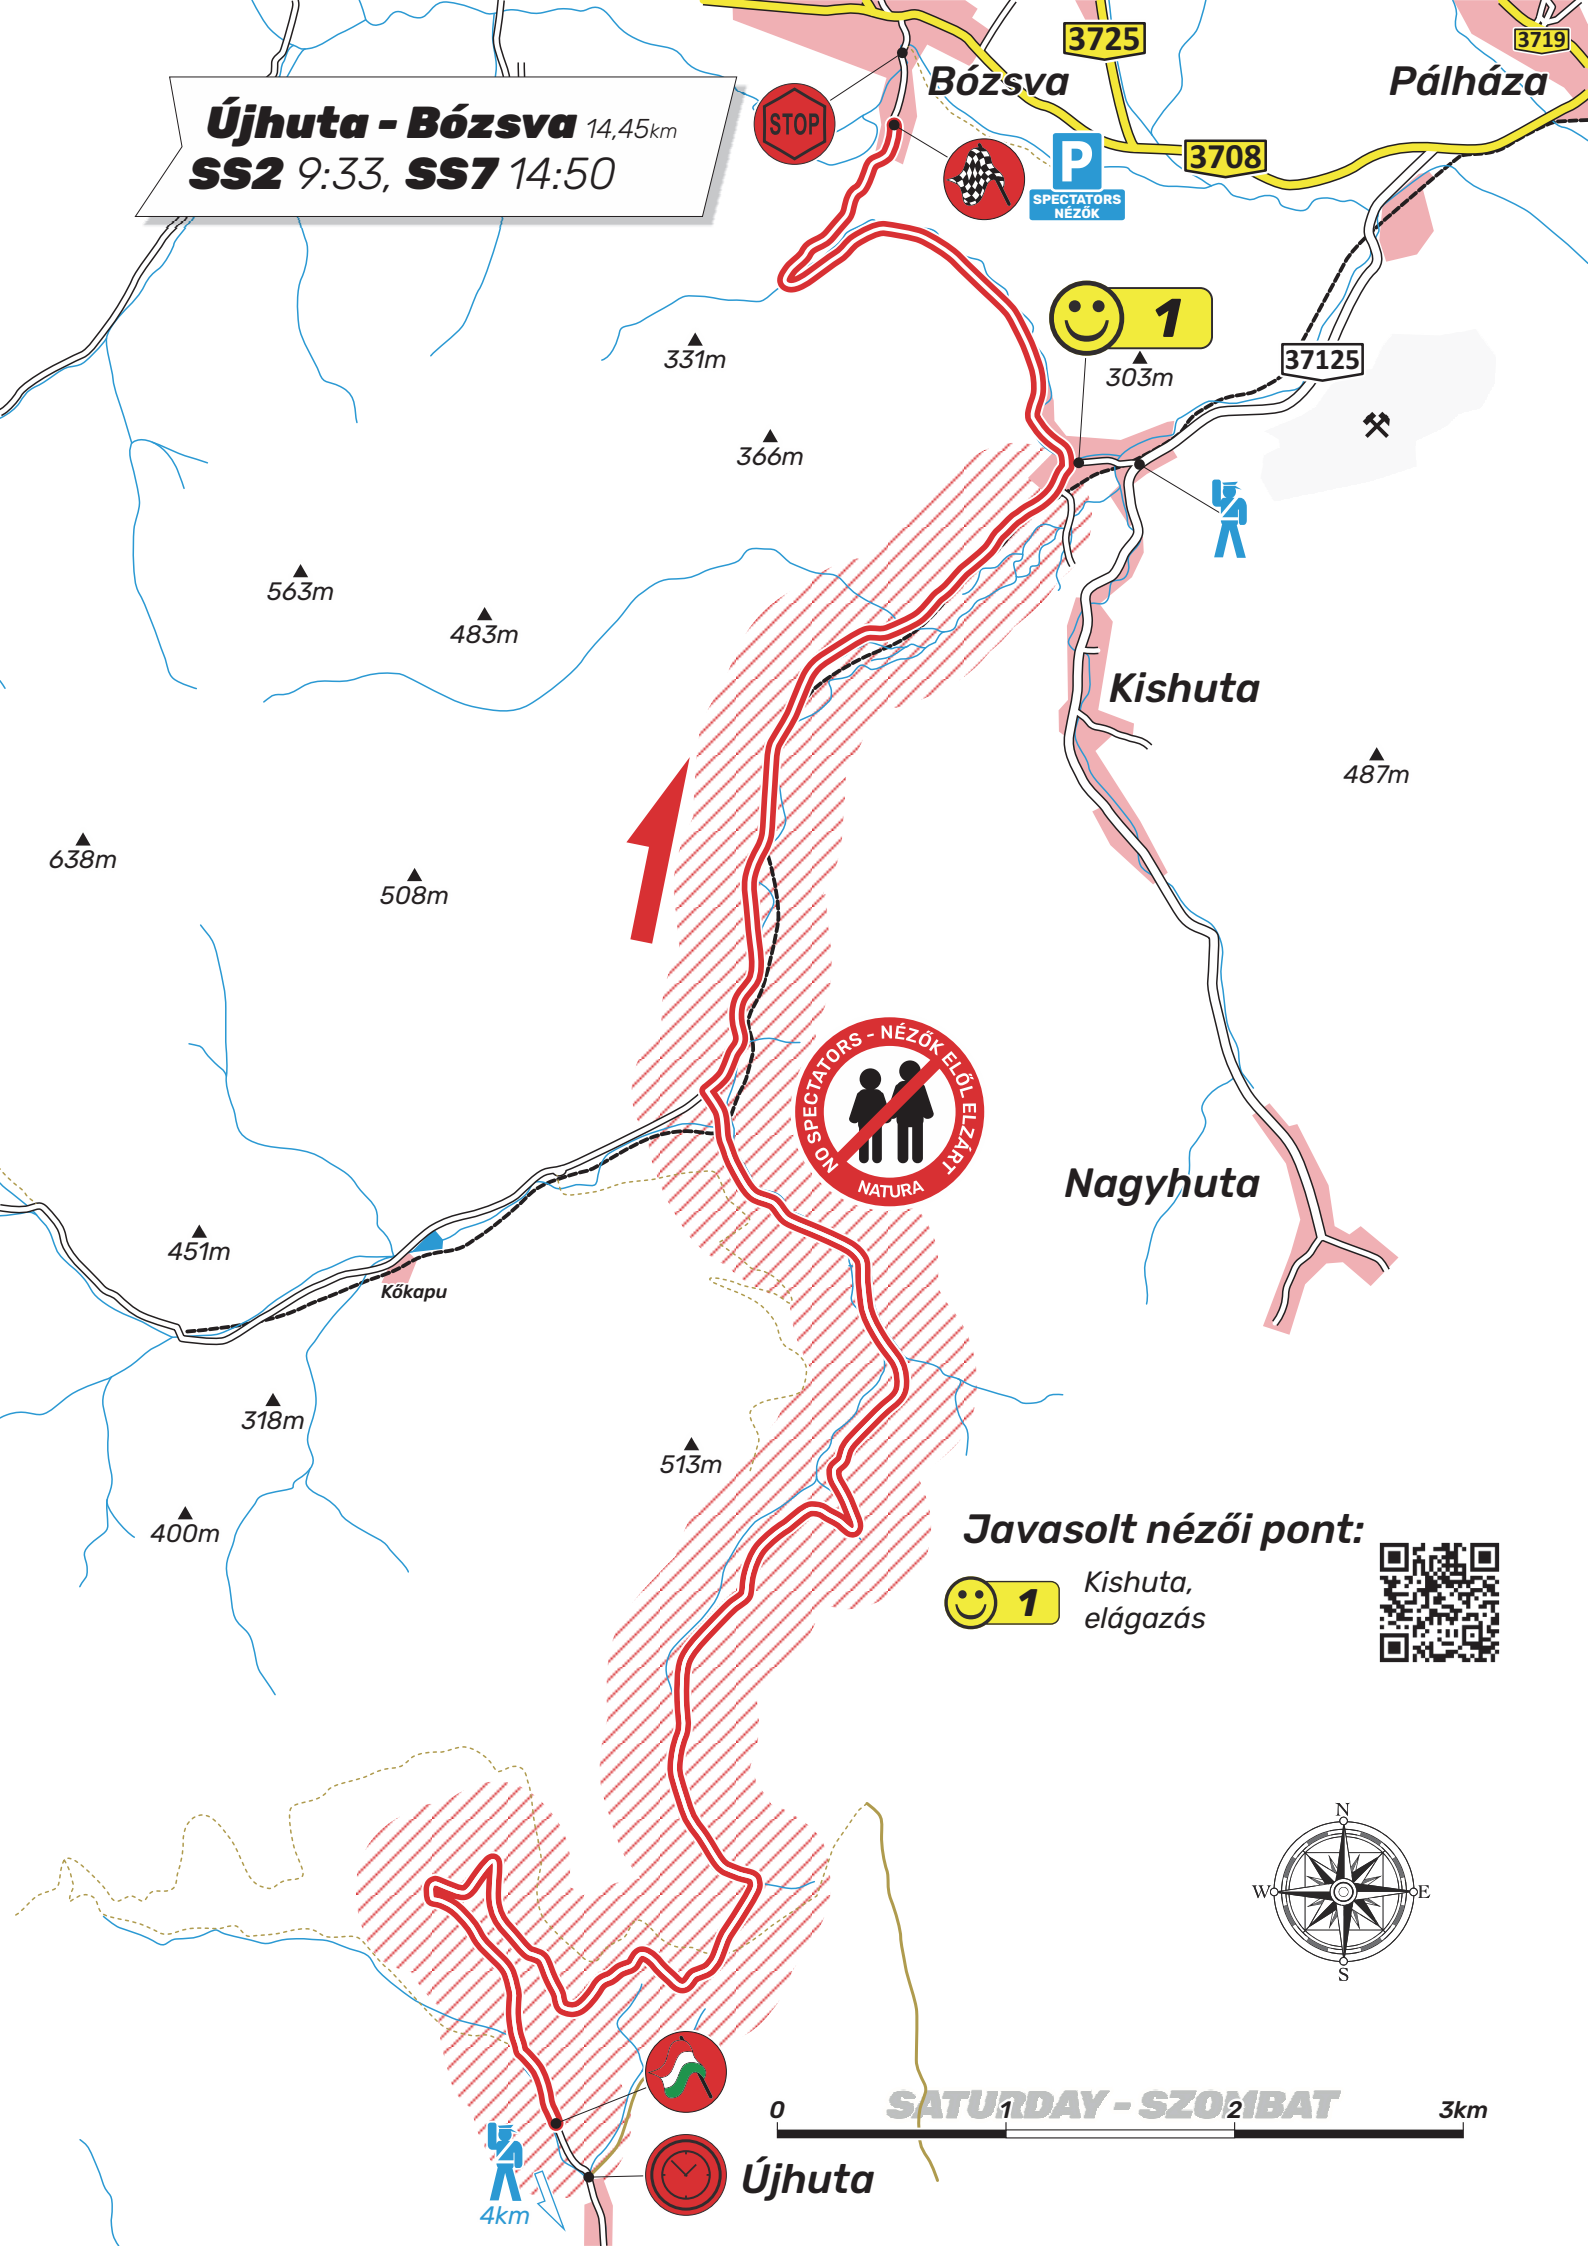 Újhuta - Bózsva 14,45km
SS2 9:33, SS7 14:50
STOP
Bózsva
3725
Pálháza
3719
3708
P
SPECTATORS
NÉZŐK
1
303m
37125
331m
366m
563m
483m
Kishuta
487m
638m
508m
NO SPECTATORS - NÉZŐK ELŐL ELZÁRT
NATURA
Nagyhuta
451m
Kőkapu
318m
513m
400m
Javasolt nézői pont:
1
Kishuta,
elágazás
N
W
E
S
SATURDAY - SZOMBAT
0
1
2
3km
Újhuta
4km